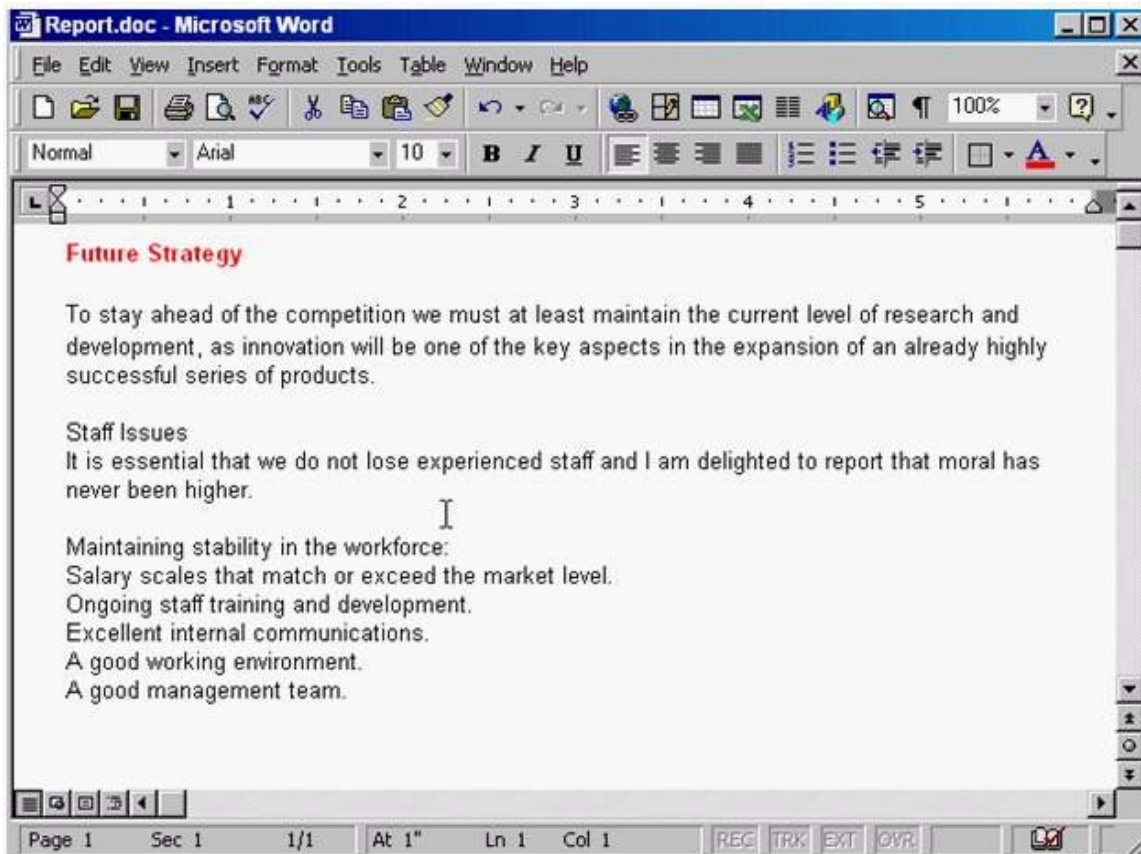 Report.doc - Microsoft Word
File Edit View Insert Format Tools Table Window Help
ABC 100%
Normal Arial 10 B I U A
1 2 3 4 5
Future Strategy
To stay ahead of the competition we must at least maintain the current level of research and
development, as innovation will be one of the key aspects in the expansion of an already highly
successful series of products.
Staff Issues
It is essential that we do not lose experienced staff and I am delighted to report that moral has
never been higher.
Maintaining stability in the workforce:
Salary scales that match or exceed the market level.
Ongoing staff training and development.
Excellent internal communications.
A good working environment.
A good management team.
Page 1 Sec 1 1/1 At 1" Ln 1 Col 1 REC TRK EXT OVR